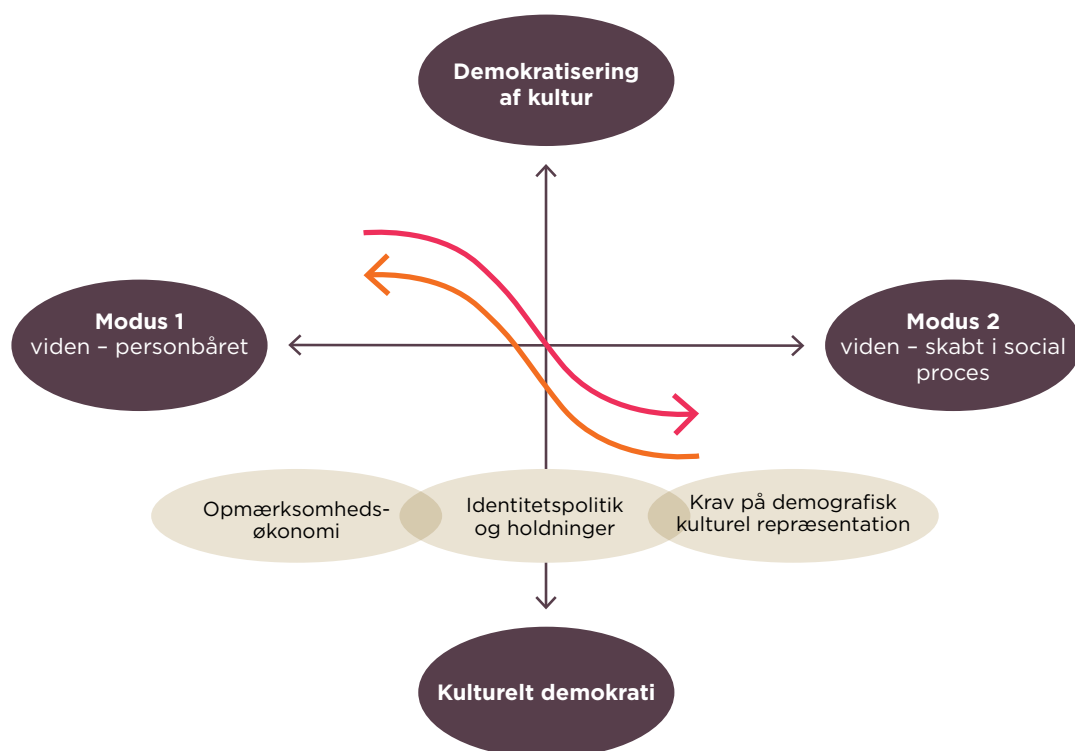 Demokratisering
af kultur
Modus 1
viden – personbåret
Modus 2
viden – skabt i social
proces
Opmærksomheds-
økonomi
Identitetspolitik
og holdninger
Krav på demografisk
kulturel repræsentation
Kulturelt demokrati